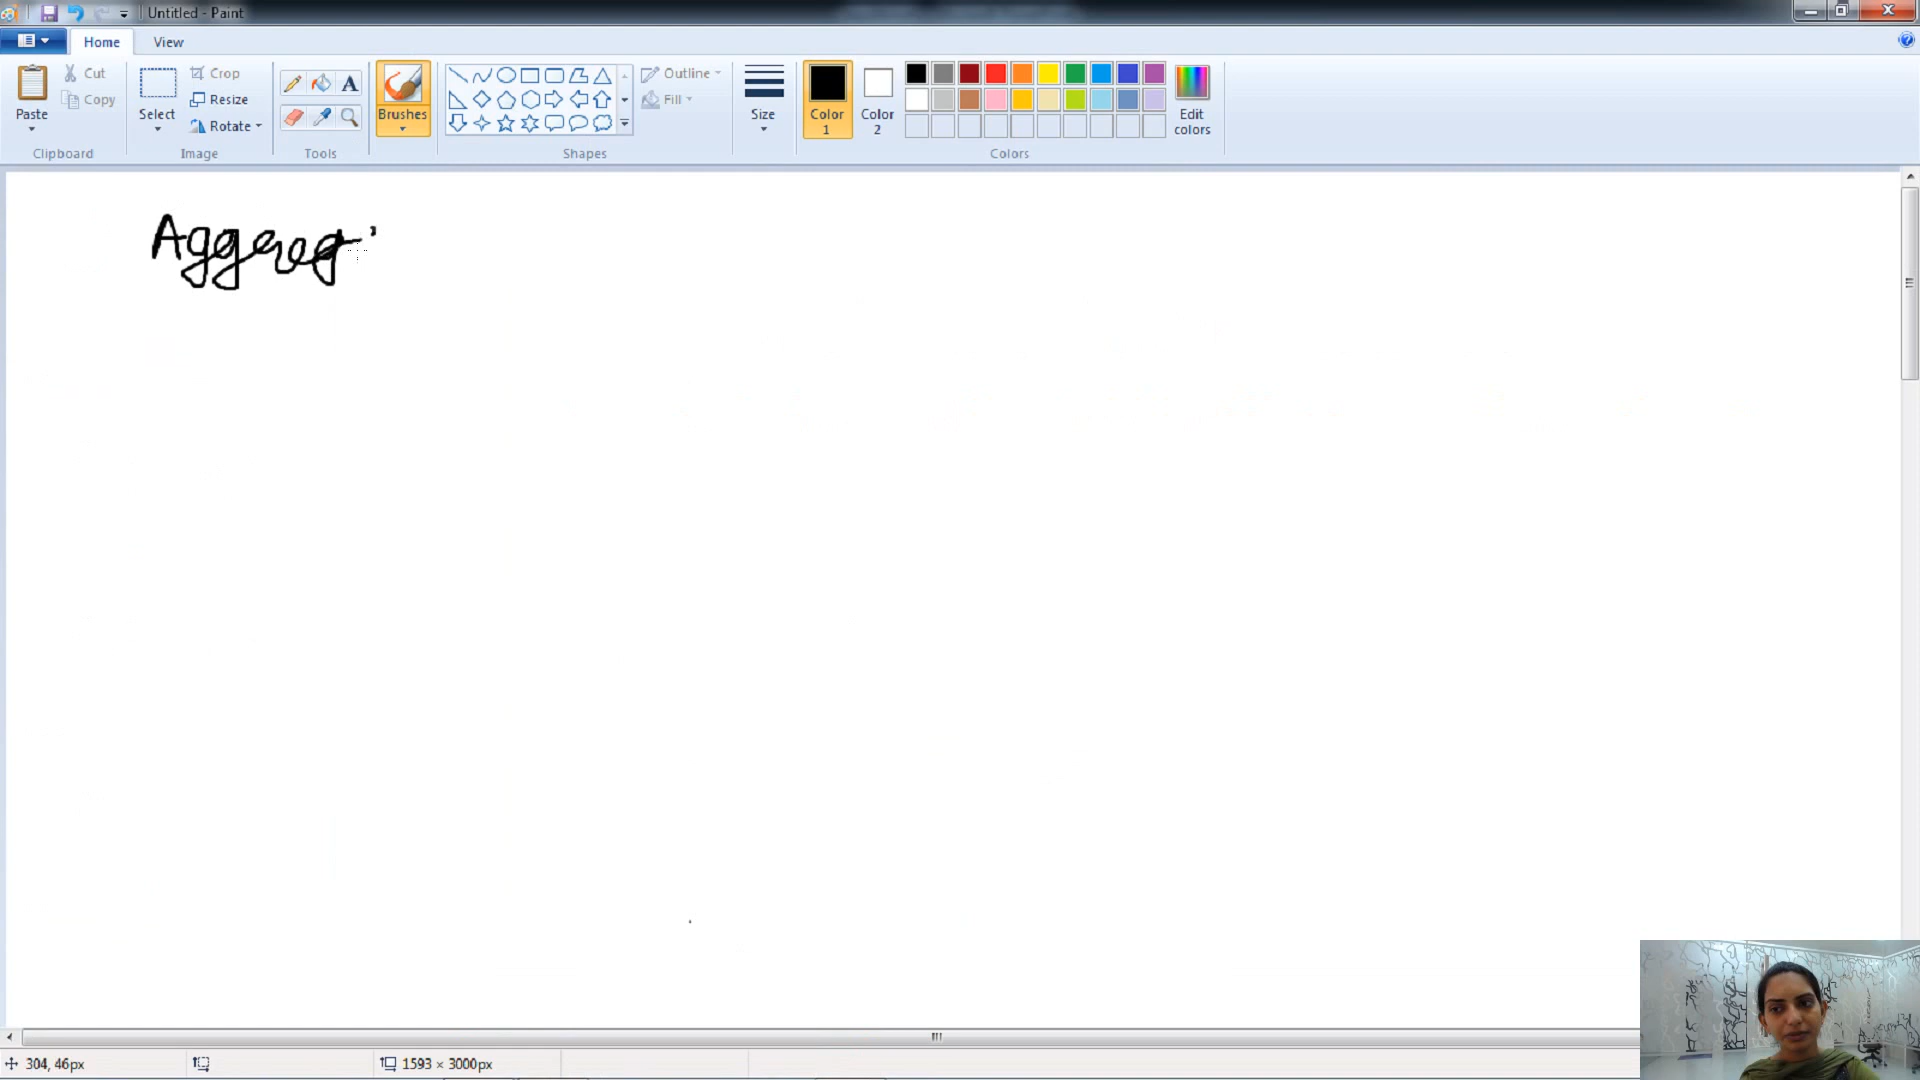 Untitled - Paint
Home View
Paste
Cut
Copy
Clipboard
Select
Crop
Resize
Rotate
Image
Tools
Brushes
Shapes
Outline
Fill
Size
Color 1
Color 2
Edit colors
Colors
Aggreg
304, 46px
1593 × 3000px